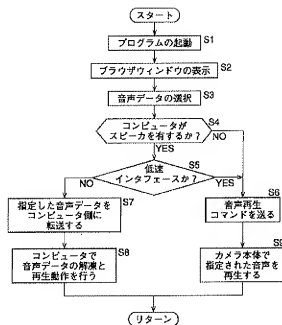 スタート
プログラムの起動
S1
ブラウザウィンドウの表示
S2
音声データの選択
S3
コンピュータが
スピーカを有するか?
S4
NO
YES
低速
インタフェースか?
S5
NO
YES
指定した音声データを
コンピュータ側に
転送する
S7
音声再生
コマンドを送る
S6
コンピュータで
音声データの解凍と
再生動作を行う
S8
カメラ本体で
指定された音声を
再生する
S9
リターン